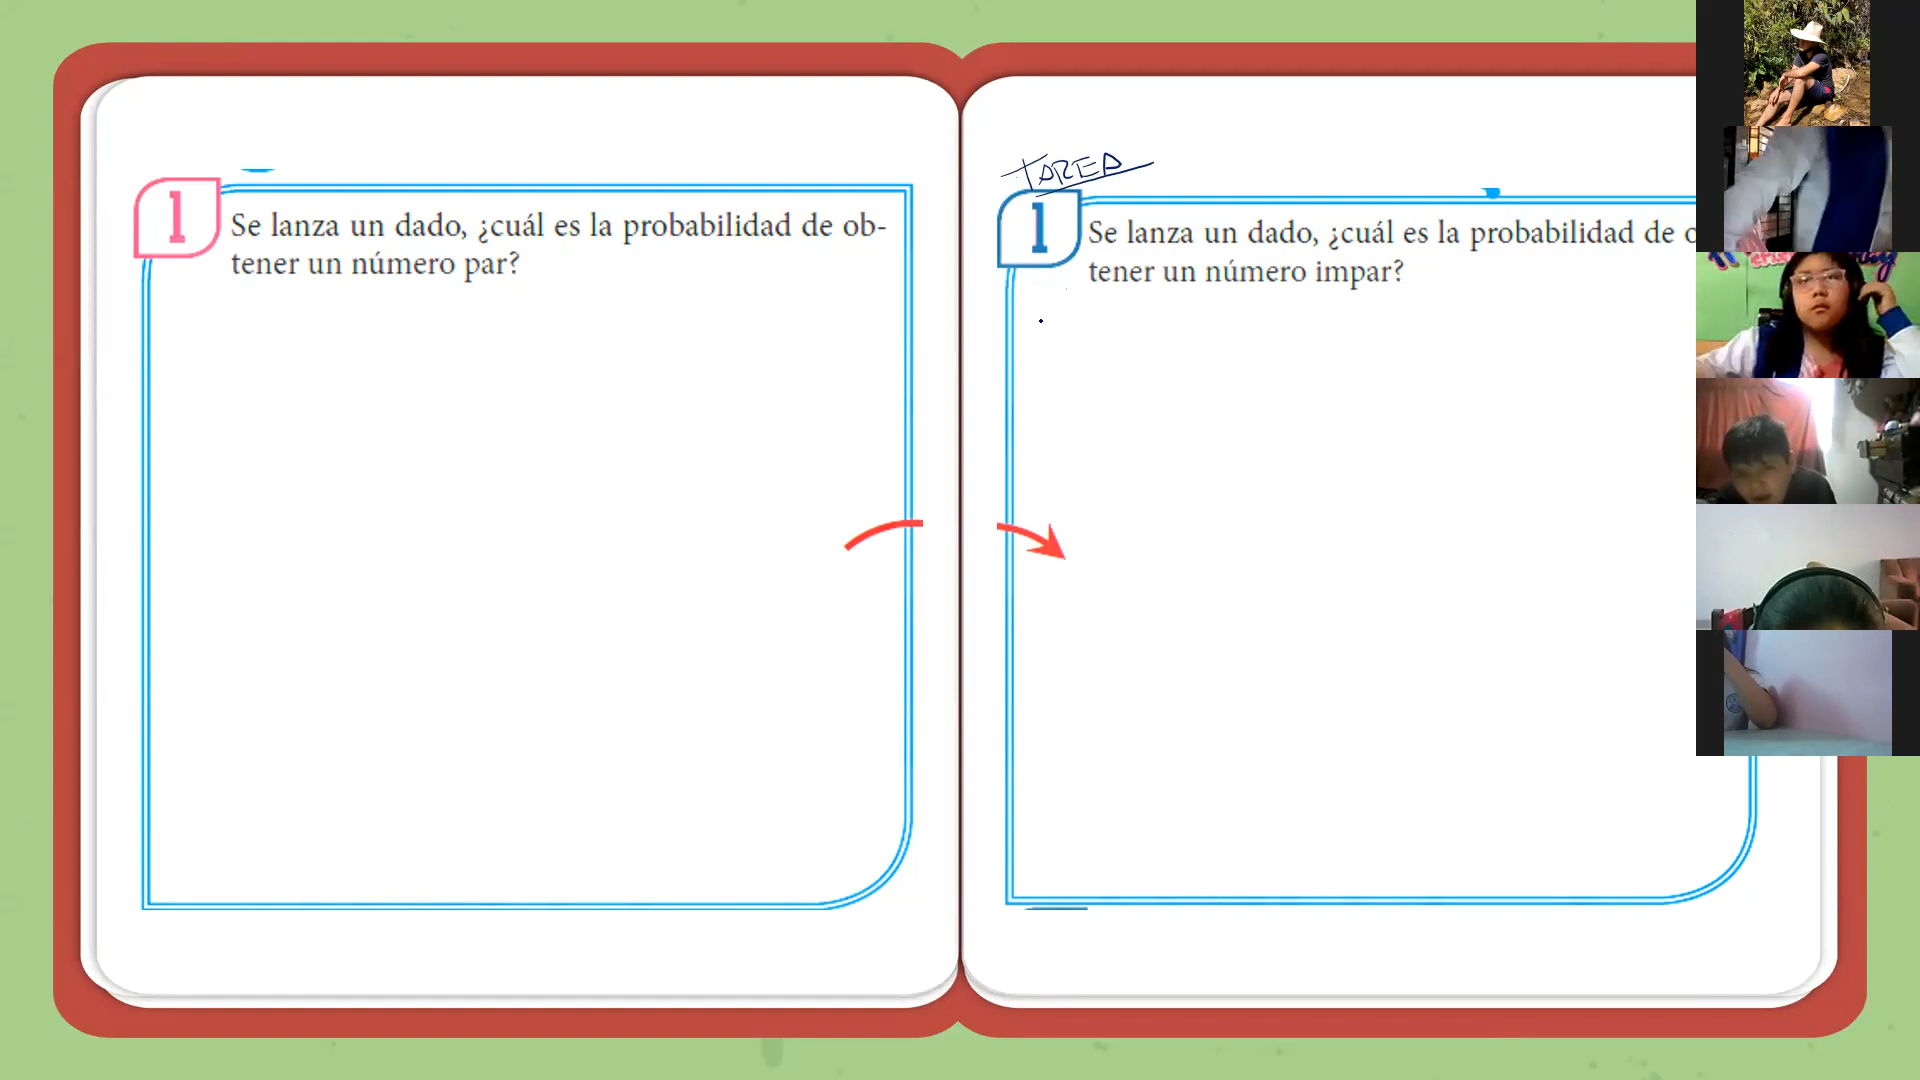 1
Se lanza un dado, ¿cuál es la probabilidad de ob-
tener un número par?
TAREA
1
Se lanza un dado, ¿cuál es la probabilidad de o
tener un número impar?